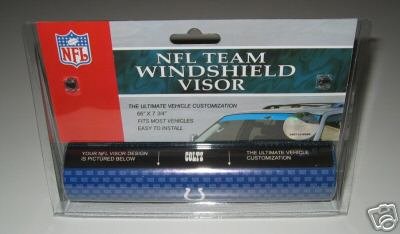 NFL
NFL TEAM
WINDSHIELD
VISOR
THE ULTIMATE VEHICLE CUSTOMIZATION
66" X 7 3/4"
FITS MOST VEHICLES
EASY TO INSTALL
YOUR NFL VISOR DESIGN
IS PICTURED BELOW
COLTS
THE ULTIMATE VEHICLE
CUSTOMIZATION